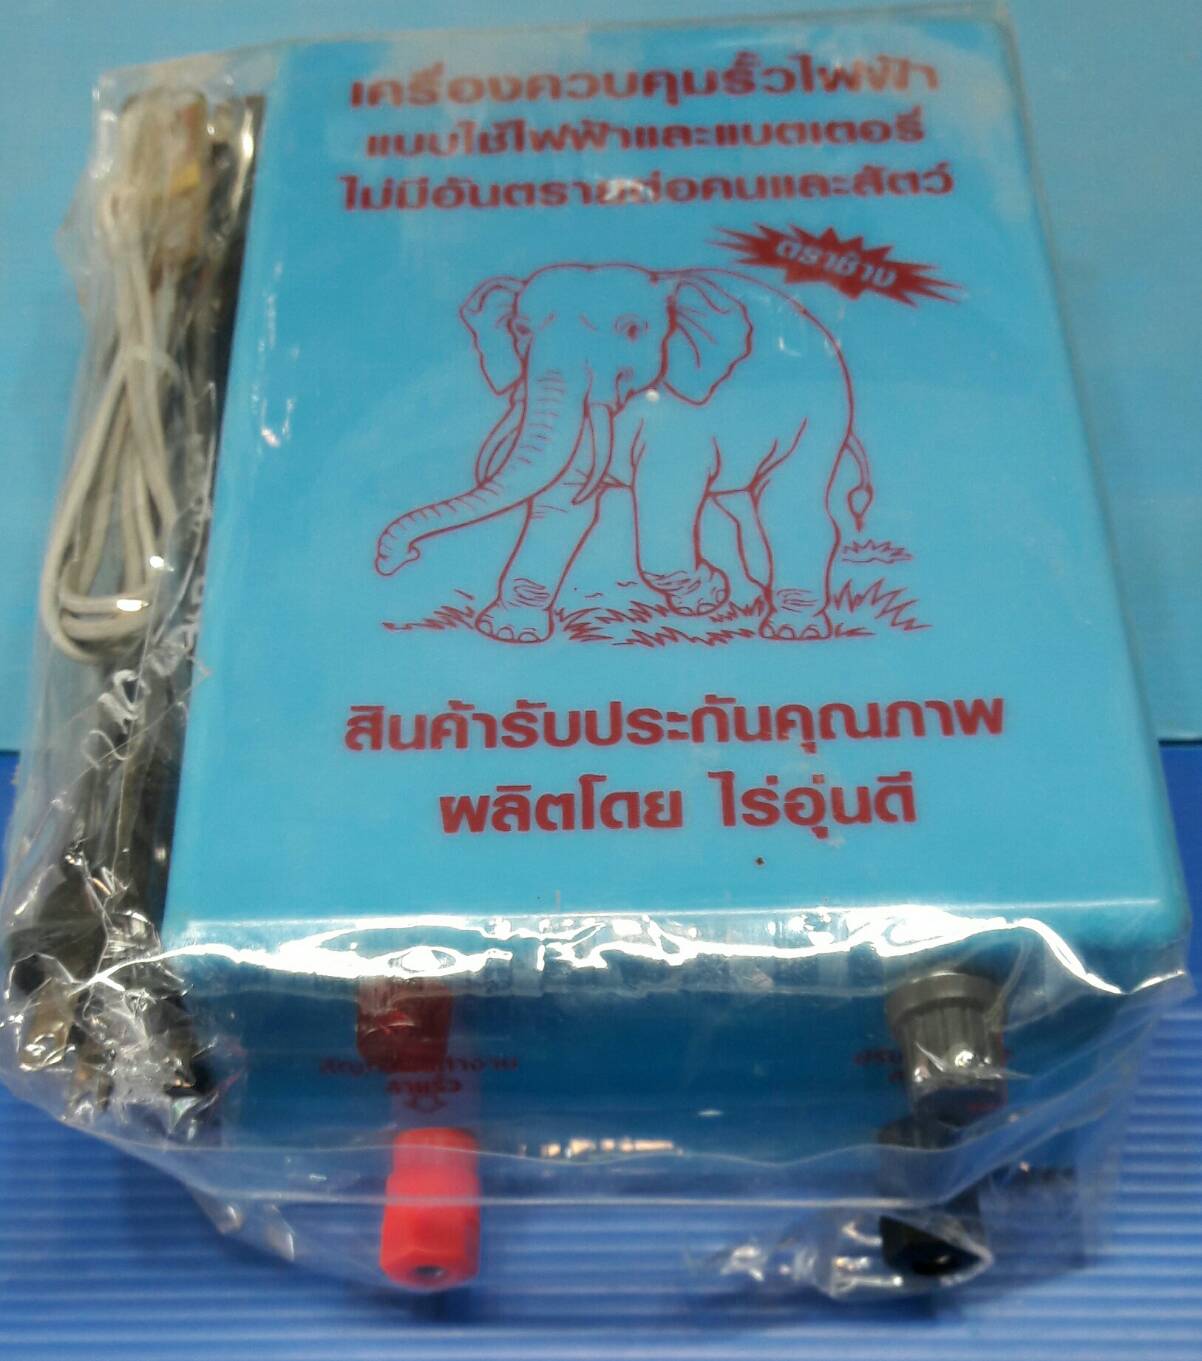 เครื่องควบคุมรั้วไฟฟ้า
แบบใช้ไฟฟ้าและแบตเตอรี่
ไม่มีอันตรายต่อคนและสัตว์
ตราช้าง
สินค้ารับประกันคุณภาพ
ผลิตโดย ไร่อุ่นดี